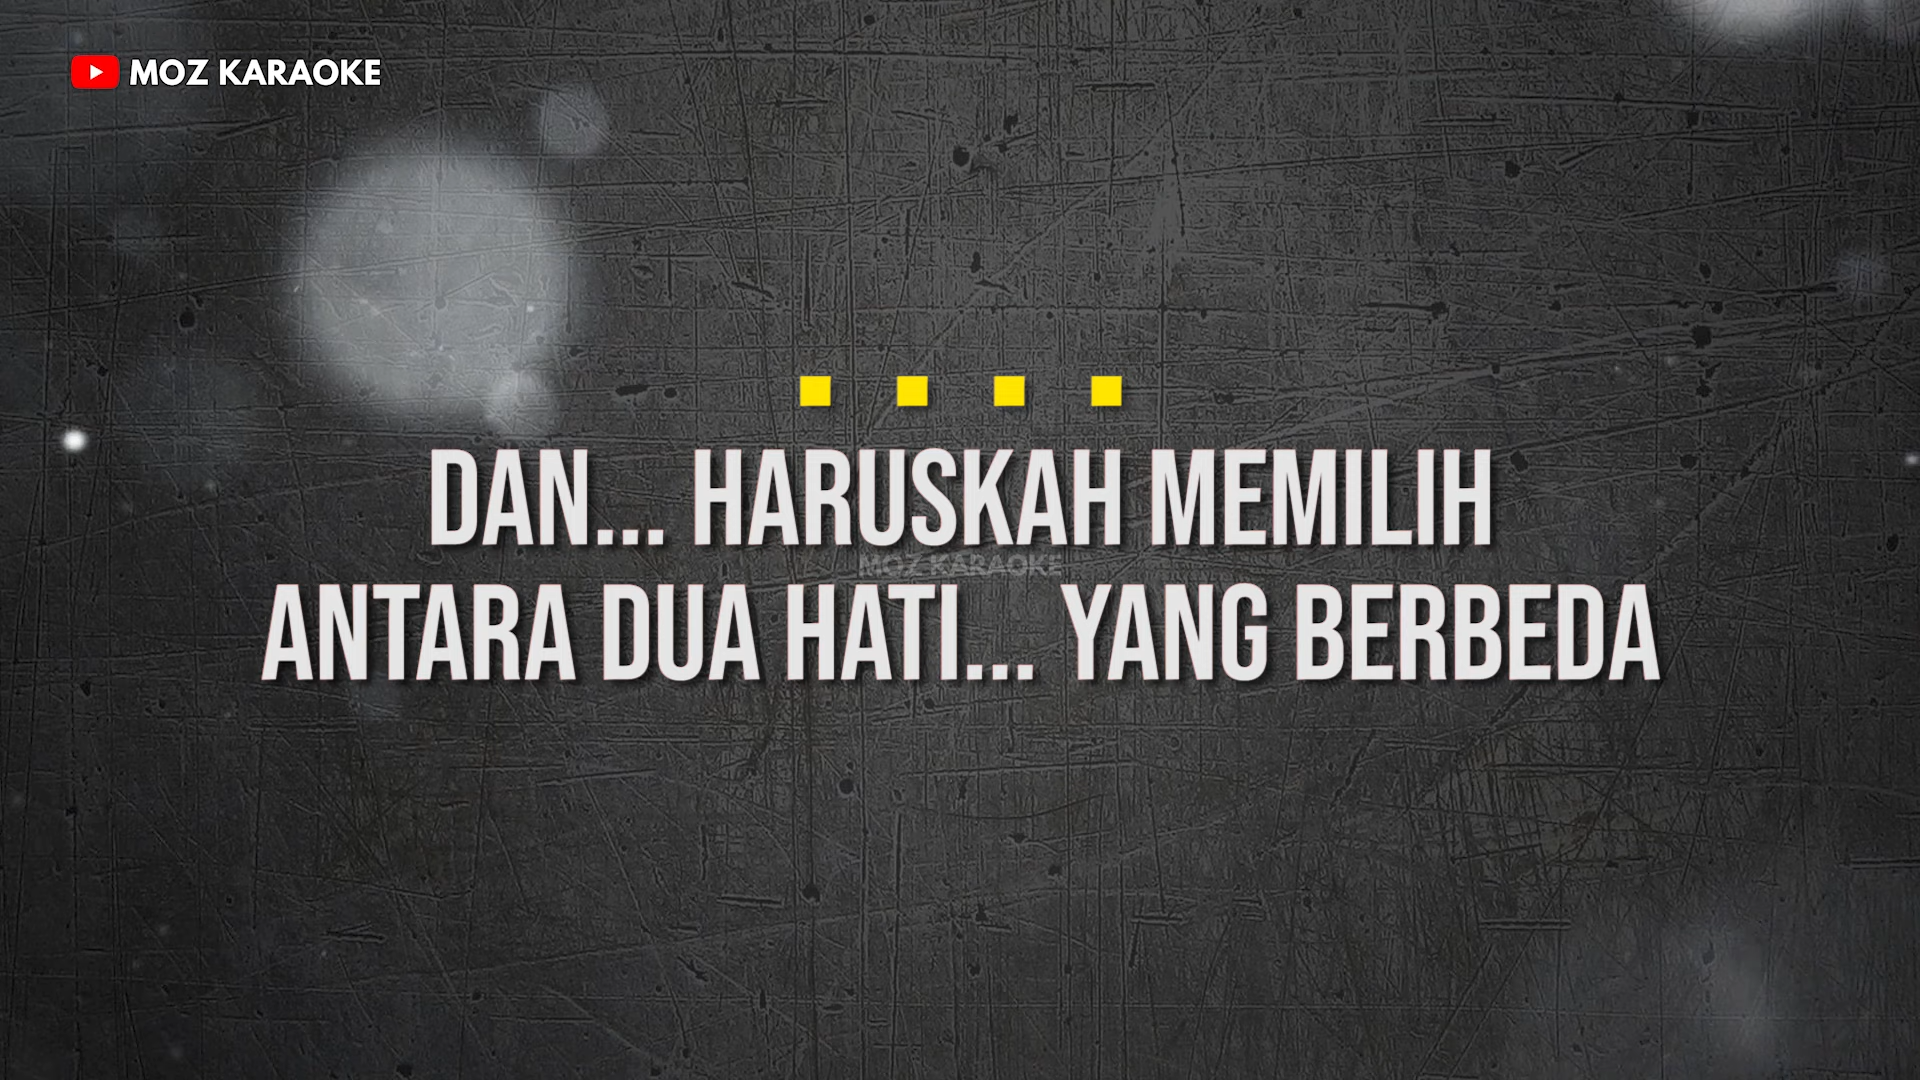 MOZ KARAOKE
DAN... HARUSKAH MEMILIH
MOZ KARAOKE
ANTARA DUA HATI... YANG BERBEDA